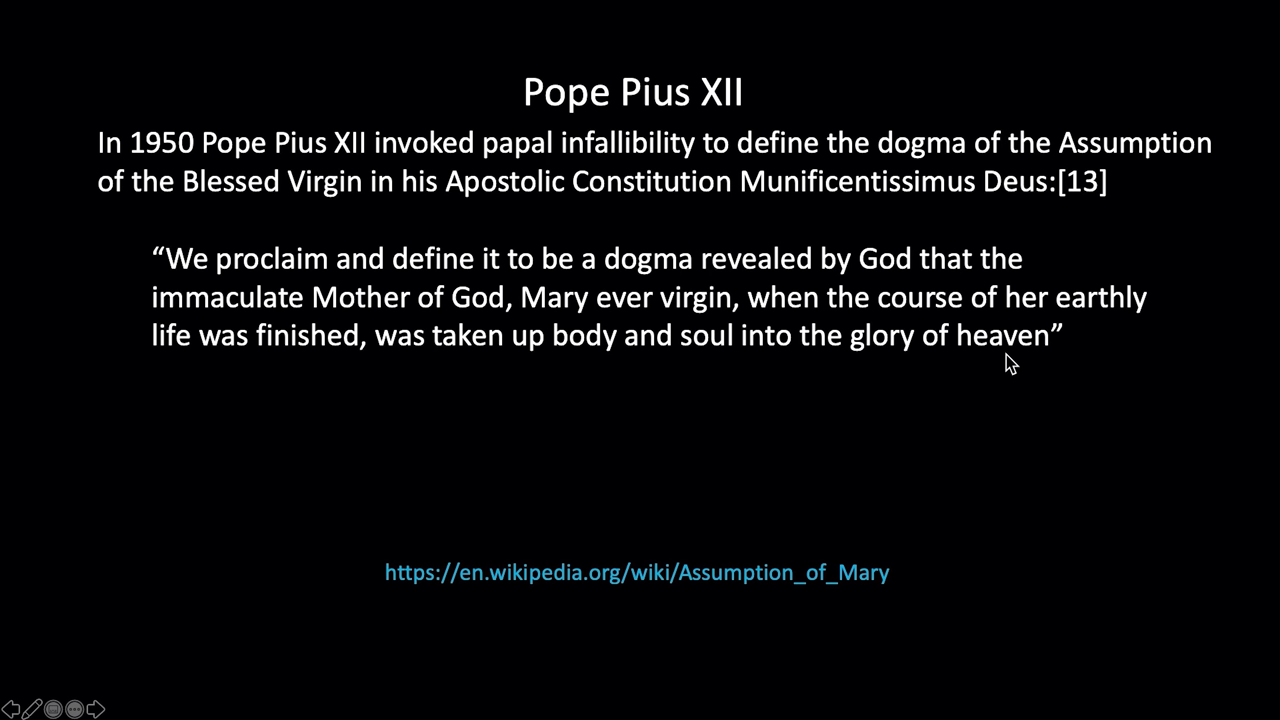 Pope Pius XII
In 1950 Pope Pius XII invoked papal infallibility to define the dogma of the Assumption
of the Blessed Virgin in his Apostolic Constitution Munificentissimus Deus:[13]
“We proclaim and define it to be a dogma revealed by God that the
immaculate Mother of God, Mary ever virgin, when the course of her earthly
life was finished, was taken up body and soul into the glory of heaven”
https://en.wikipedia.org/wiki/Assumption_of_Mary